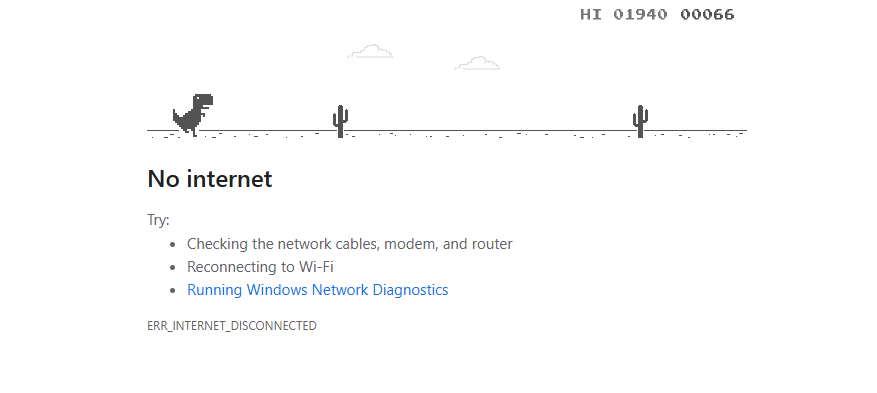 HI 01940 00066
No internet
Try:
• Checking the network cables, modem, and router
• Reconnecting to Wi-Fi
• Running Windows Network Diagnostics
ERR_INTERNET_DISCONNECTED